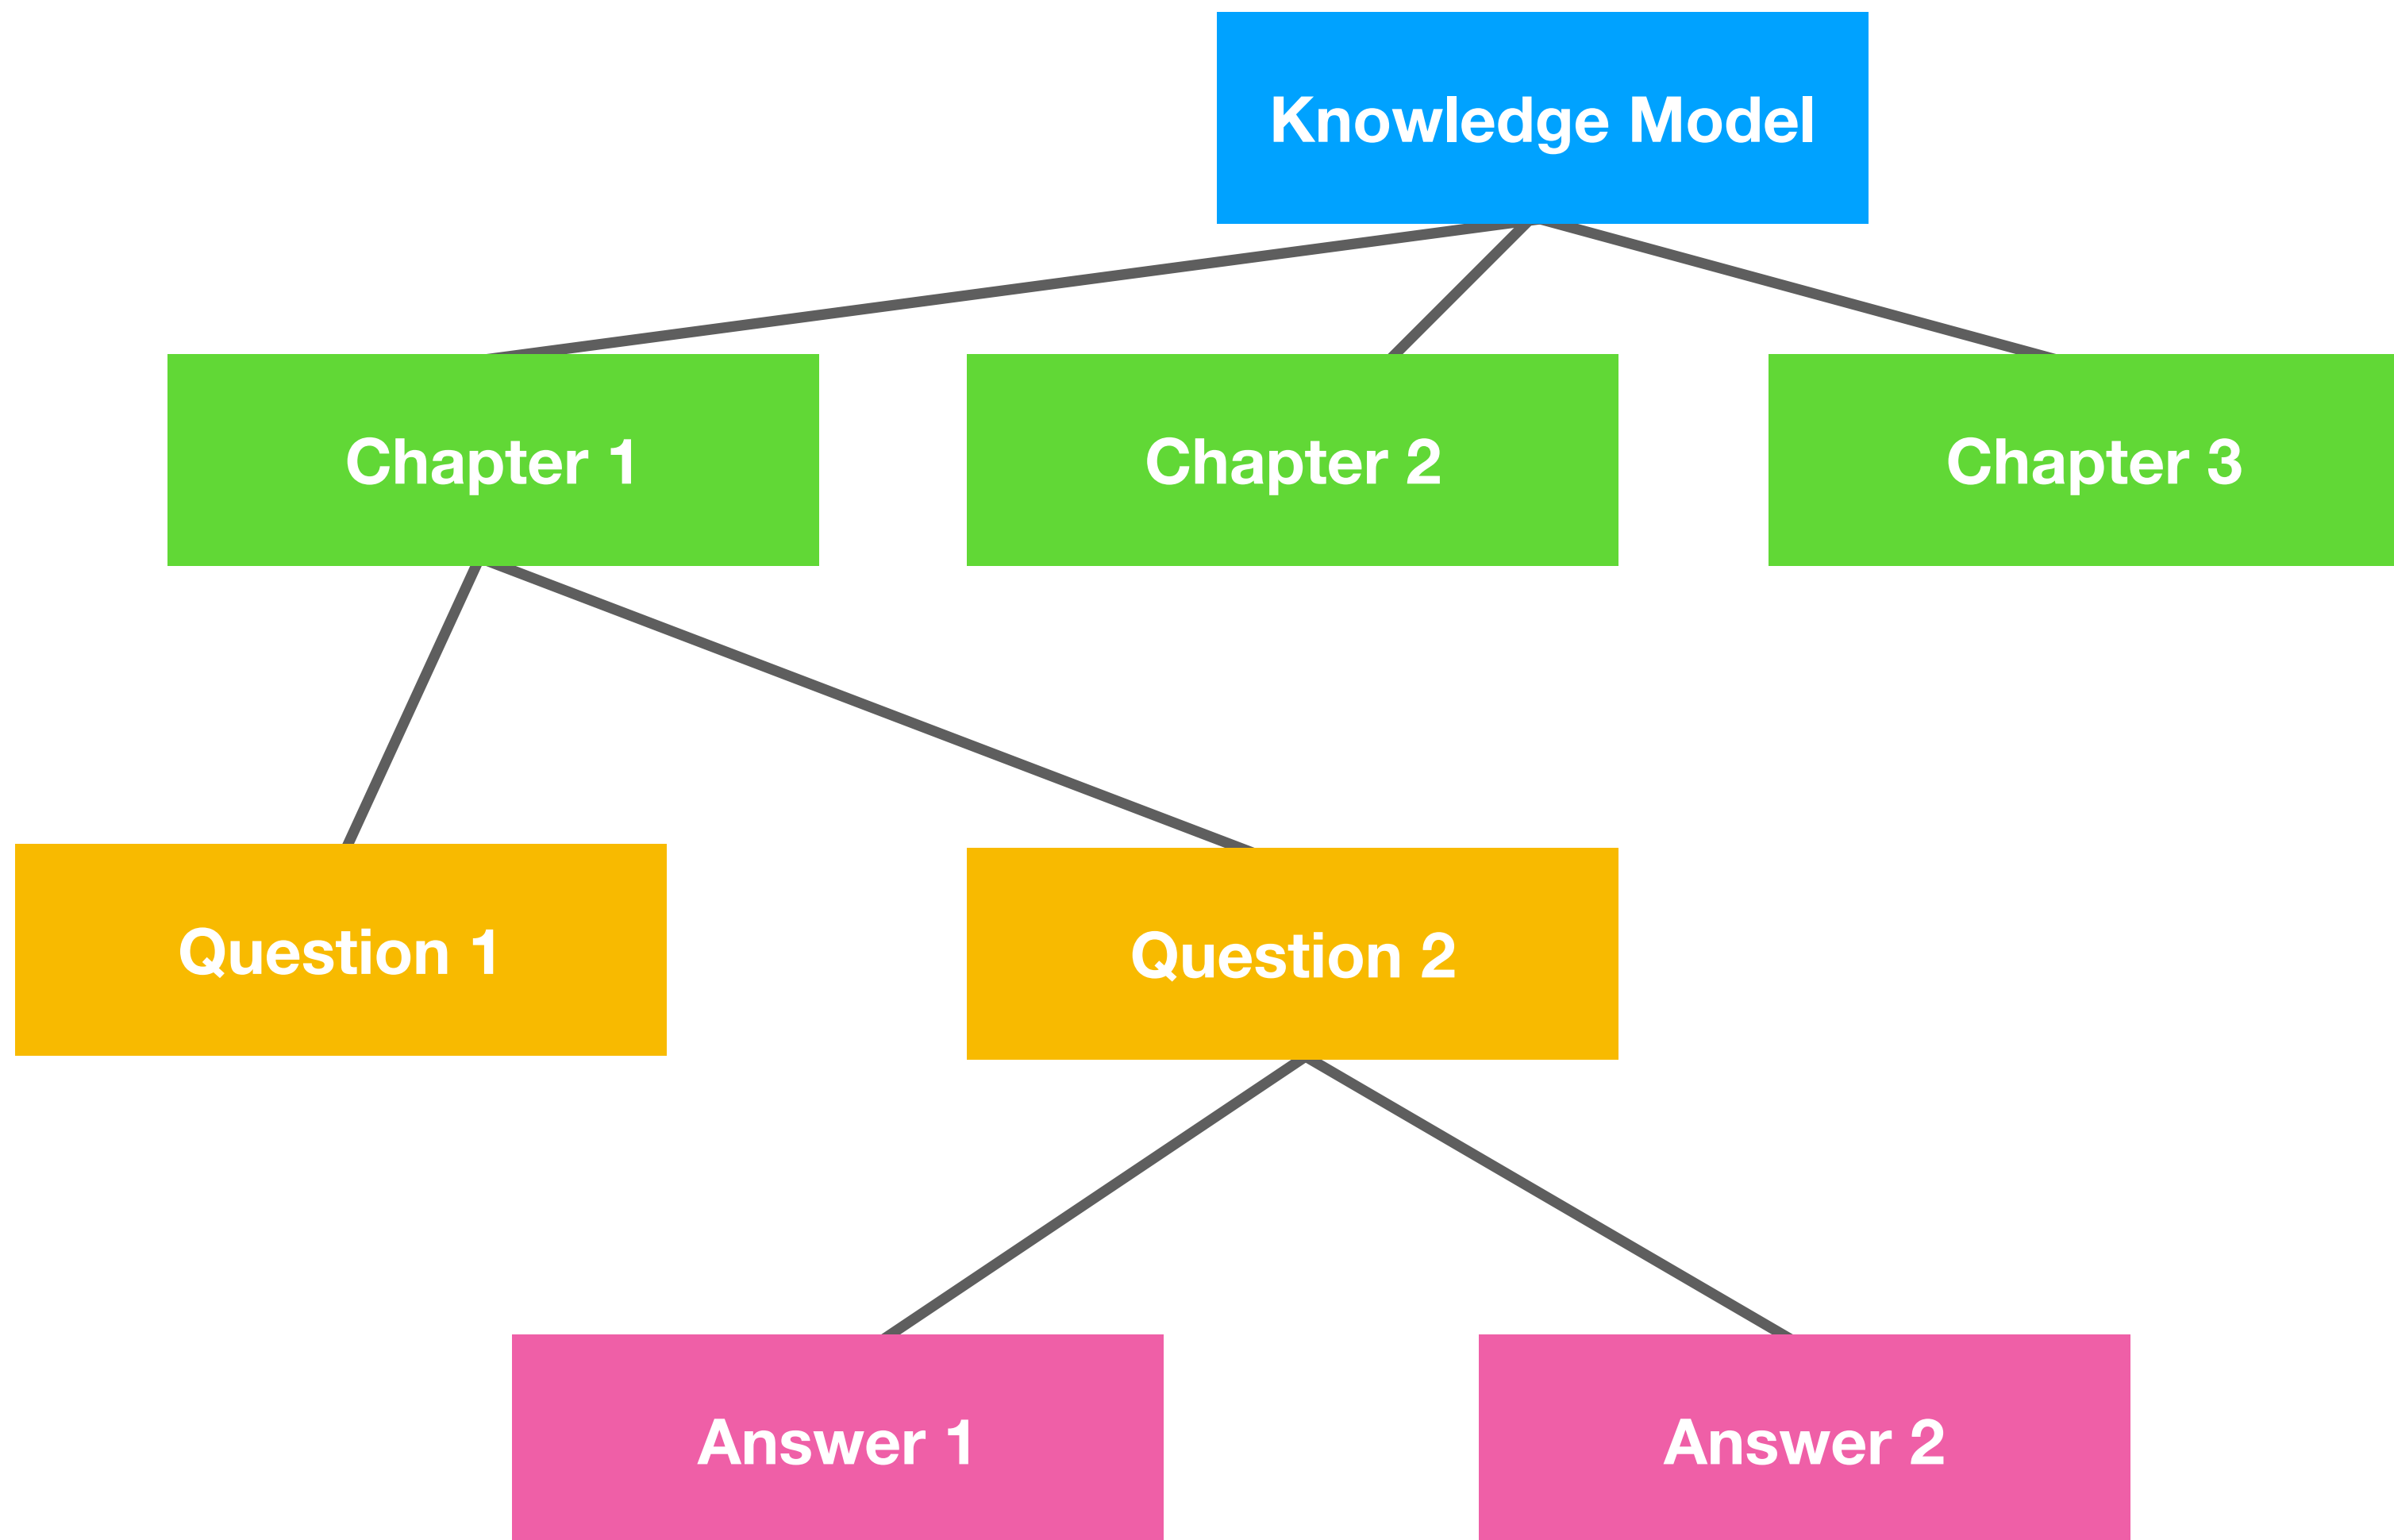 Knowledge Model
Chapter 1
Chapter 2
Chapter 3
Question 1
Question 2
Answer 1
Answer 2